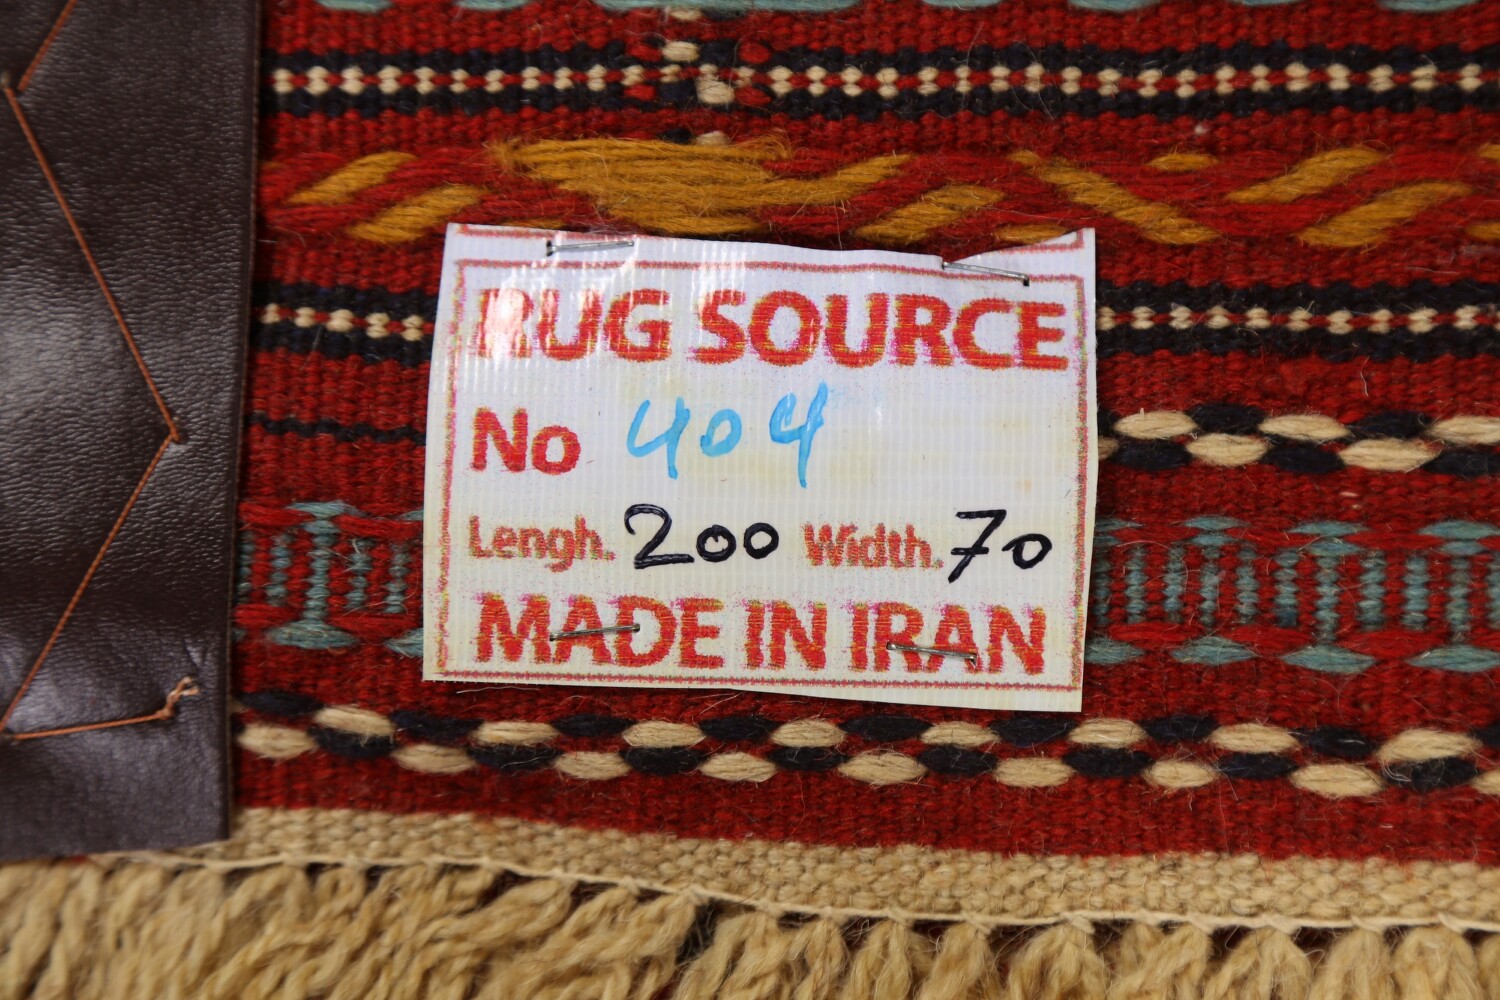 RUG SOURCE
No 404
Lengh. 200 Width. 70
MADE IN IRAN